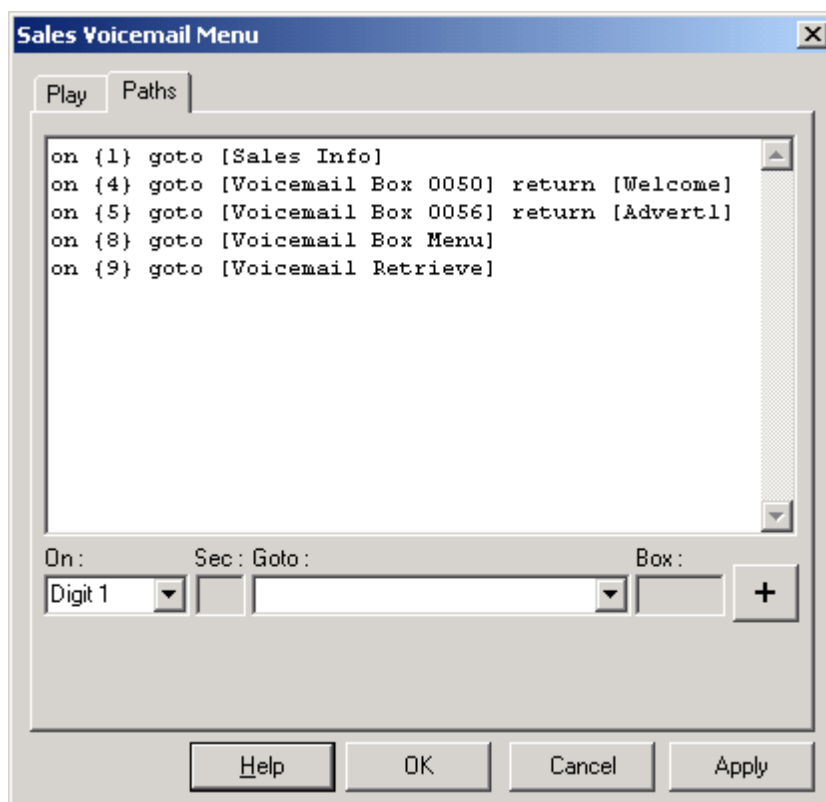 Sales Voicemail Menu
Play Paths
on {1} goto [Sales Info]
on {4} goto [Voicemail Box 0050] return [Welcome]
on {5} goto [Voicemail Box 0056] return [Advert1]
on {8} goto [Voicemail Box Menu]
on {9} goto [Voicemail Retrieve]
On : Sec : Goto : Box :
Digit 1 +
Help OK Cancel Apply